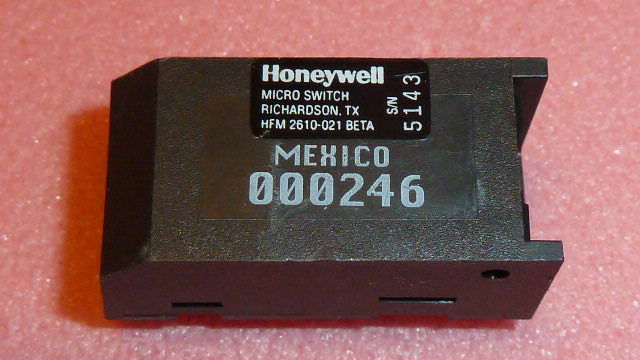 Honeywell
MICRO SWITCH
RICHARDSON, TX
HFM 2610-021 BETA
S/N
5143
MEXICO
000246